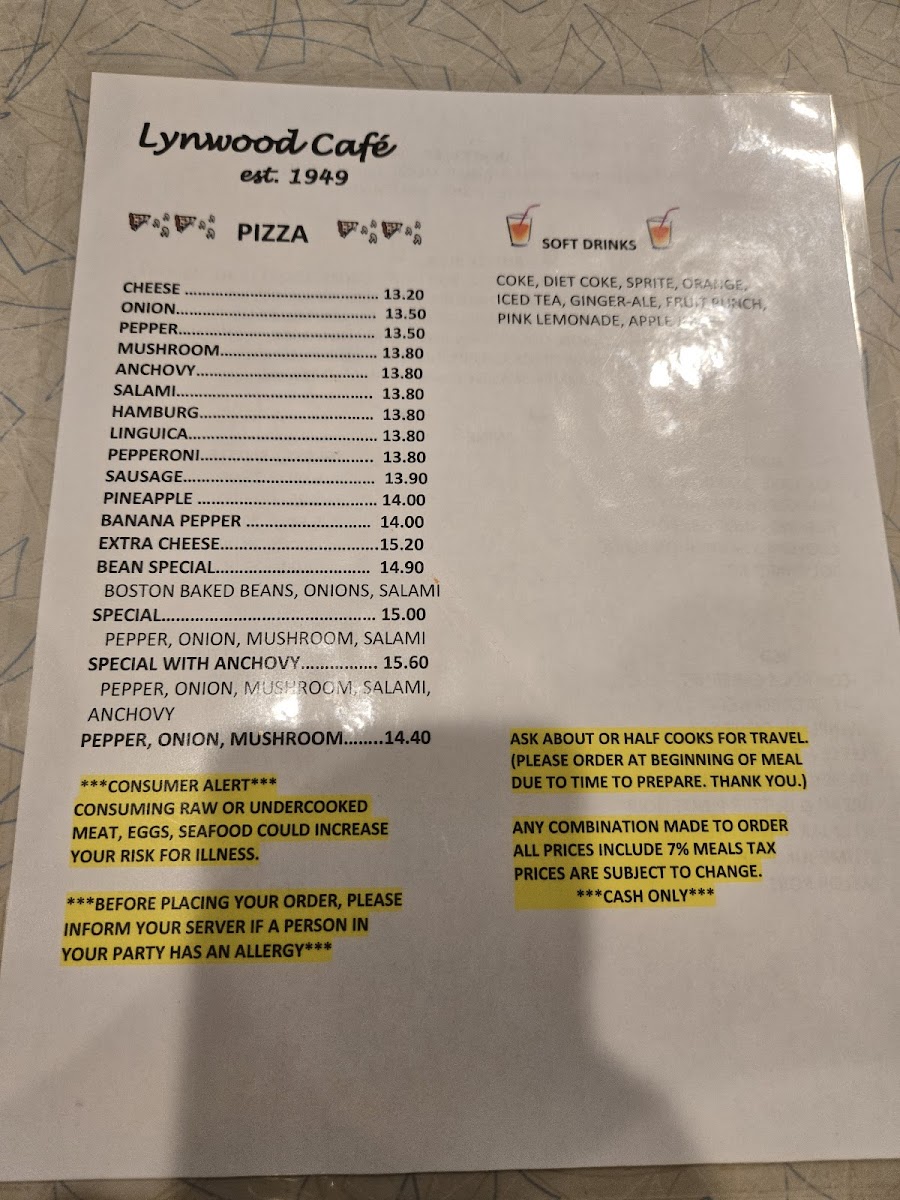 Lynwood Café
est. 1949
PIZZA
CHEESE ................................................ 13.20
ONION.................................................. 13.50
PEPPER................................................. 13.50
MUSHROOM....................................... 13.80
ANCHOVY........................................... 13.80
SALAMI................................................. 13.80
HAMBURG........................................... 13.80
LINGUICA............................................... 13.80
PEPPERONI.......................................... 13.80
SAUSAGE................................................ 13.90
PINEAPPLE ............................................ 14.00
BANANA PEPPER .............................. 14.00
EXTRA CHEESE.......................................15.20
BEAN SPECIAL...................................... 14.90
BOSTON BAKED BEANS, ONIONS, SALAMI
SPECIAL..................................................... 15.00
PEPPER, ONION, MUSHROOM, SALAMI
SPECIAL WITH ANCHOVY............... 15.60
PEPPER, ONION, MUSHROOM, SALAMI,
ANCHOVY
PEPPER, ONION, MUSHROOM........14.40
***CONSUMER ALERT***
CONSUMING RAW OR UNDERCOOKED
MEAT, EGGS, SEAFOOD COULD INCREASE
YOUR RISK FOR ILLNESS.
***BEFORE PLACING YOUR ORDER, PLEASE
INFORM YOUR SERVER IF A PERSON IN
YOUR PARTY HAS AN ALLERGY***
SOFT DRINKS
COKE, DIET COKE, SPRITE, ORANGE,
ICED TEA, GINGER-ALE, FRUIT PUNCH,
PINK LEMONADE, APPLE
ASK ABOUT OR HALF COOKS FOR TRAVEL.
(PLEASE ORDER AT BEGINNING OF MEAL
DUE TO TIME TO PREPARE. THANK YOU.)
ANY COMBINATION MADE TO ORDER
ALL PRICES INCLUDE 7% MEALS TAX
PRICES ARE SUBJECT TO CHANGE.
***CASH ONLY***